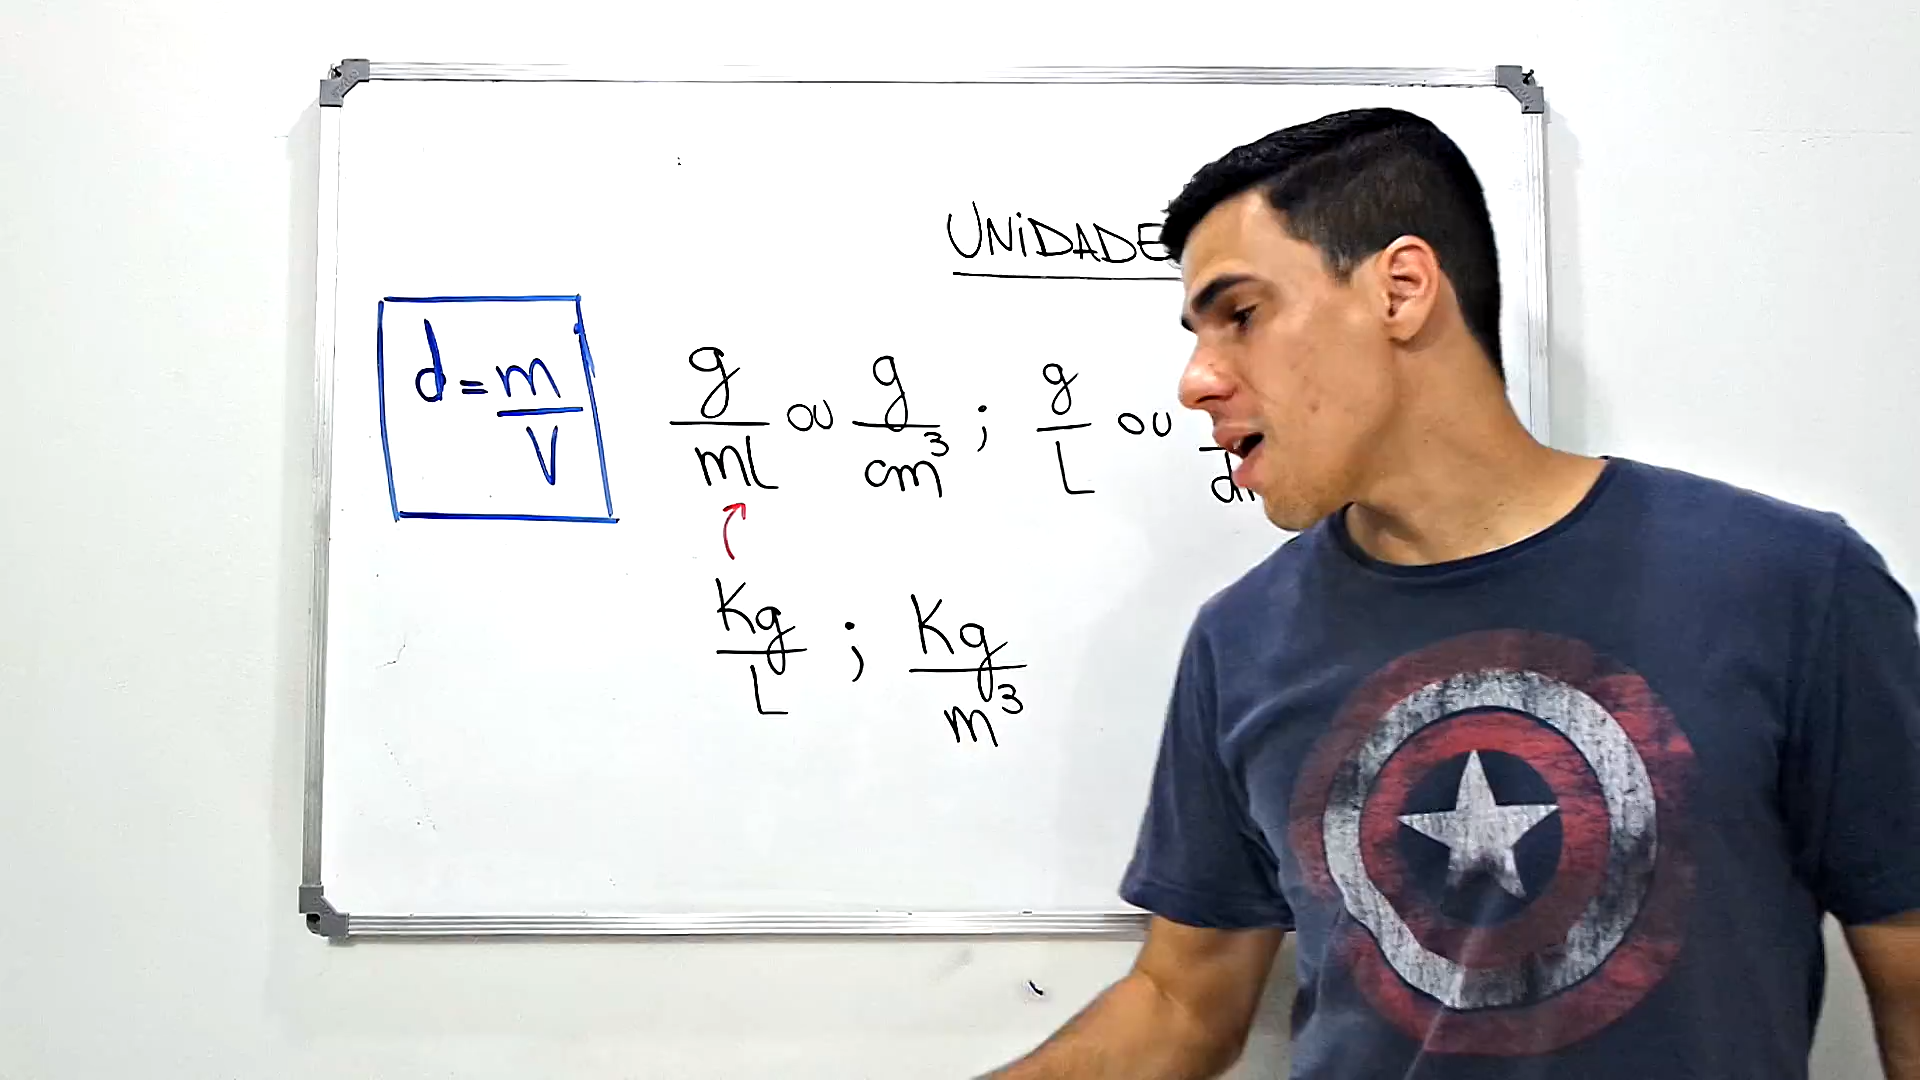 UNIDADE
d = m/V
g/mL ou g/cm³ ; g/L ou
Kg/L ; Kg/m³